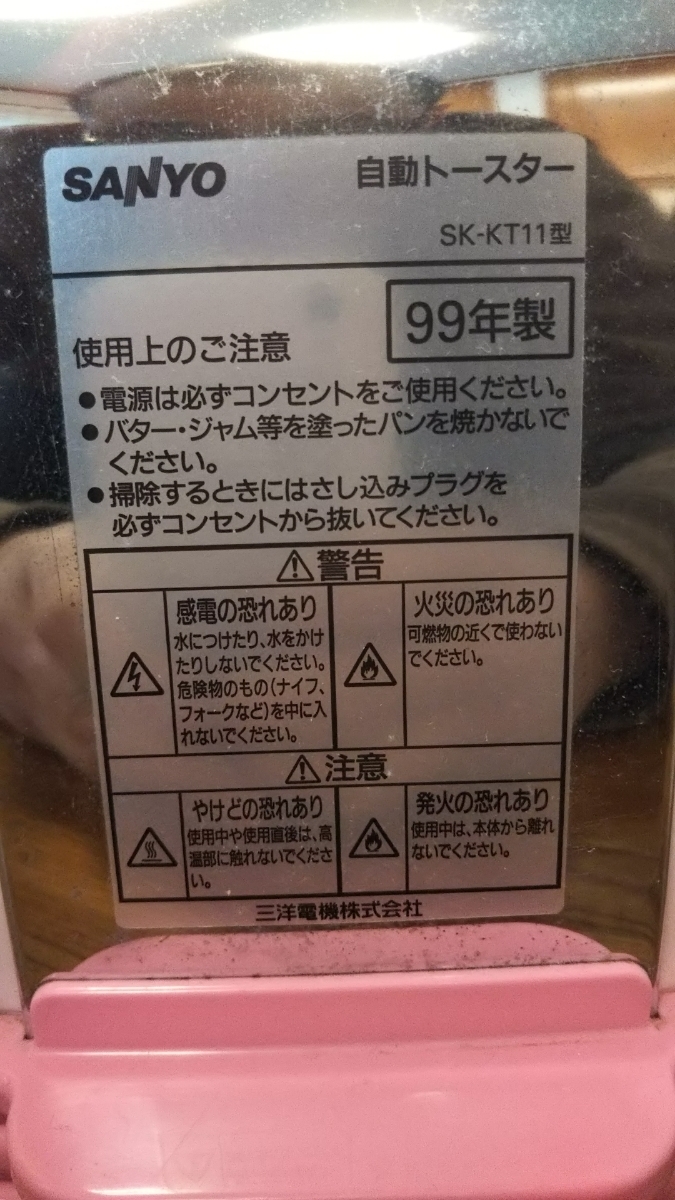 SANYO
自動トースター
SK-KT11型
99年製
使用上のご注意
●電源は必ずコンセントをご使用ください。
●バター・ジャム等を塗ったパンを焼かないで
ください。
●掃除するときにはさし込みプラグを
必ずコンセントから抜いてください。
⚠警告
感電の恐れあり
水につけたり、水をかけ
たりしないでください。
危険物のもの(ナイフ、
フォークなど)を中に入
れないでください。
火災の恐れあり
可燃物の近くで使わない
でください。
⚠注意
やけどの恐れあり
使用中や使用直後は、高
温部に触れないでくださ
い。
発火の恐れあり
使用中は、本体から離れ
ないでください。
三洋電機株式会社